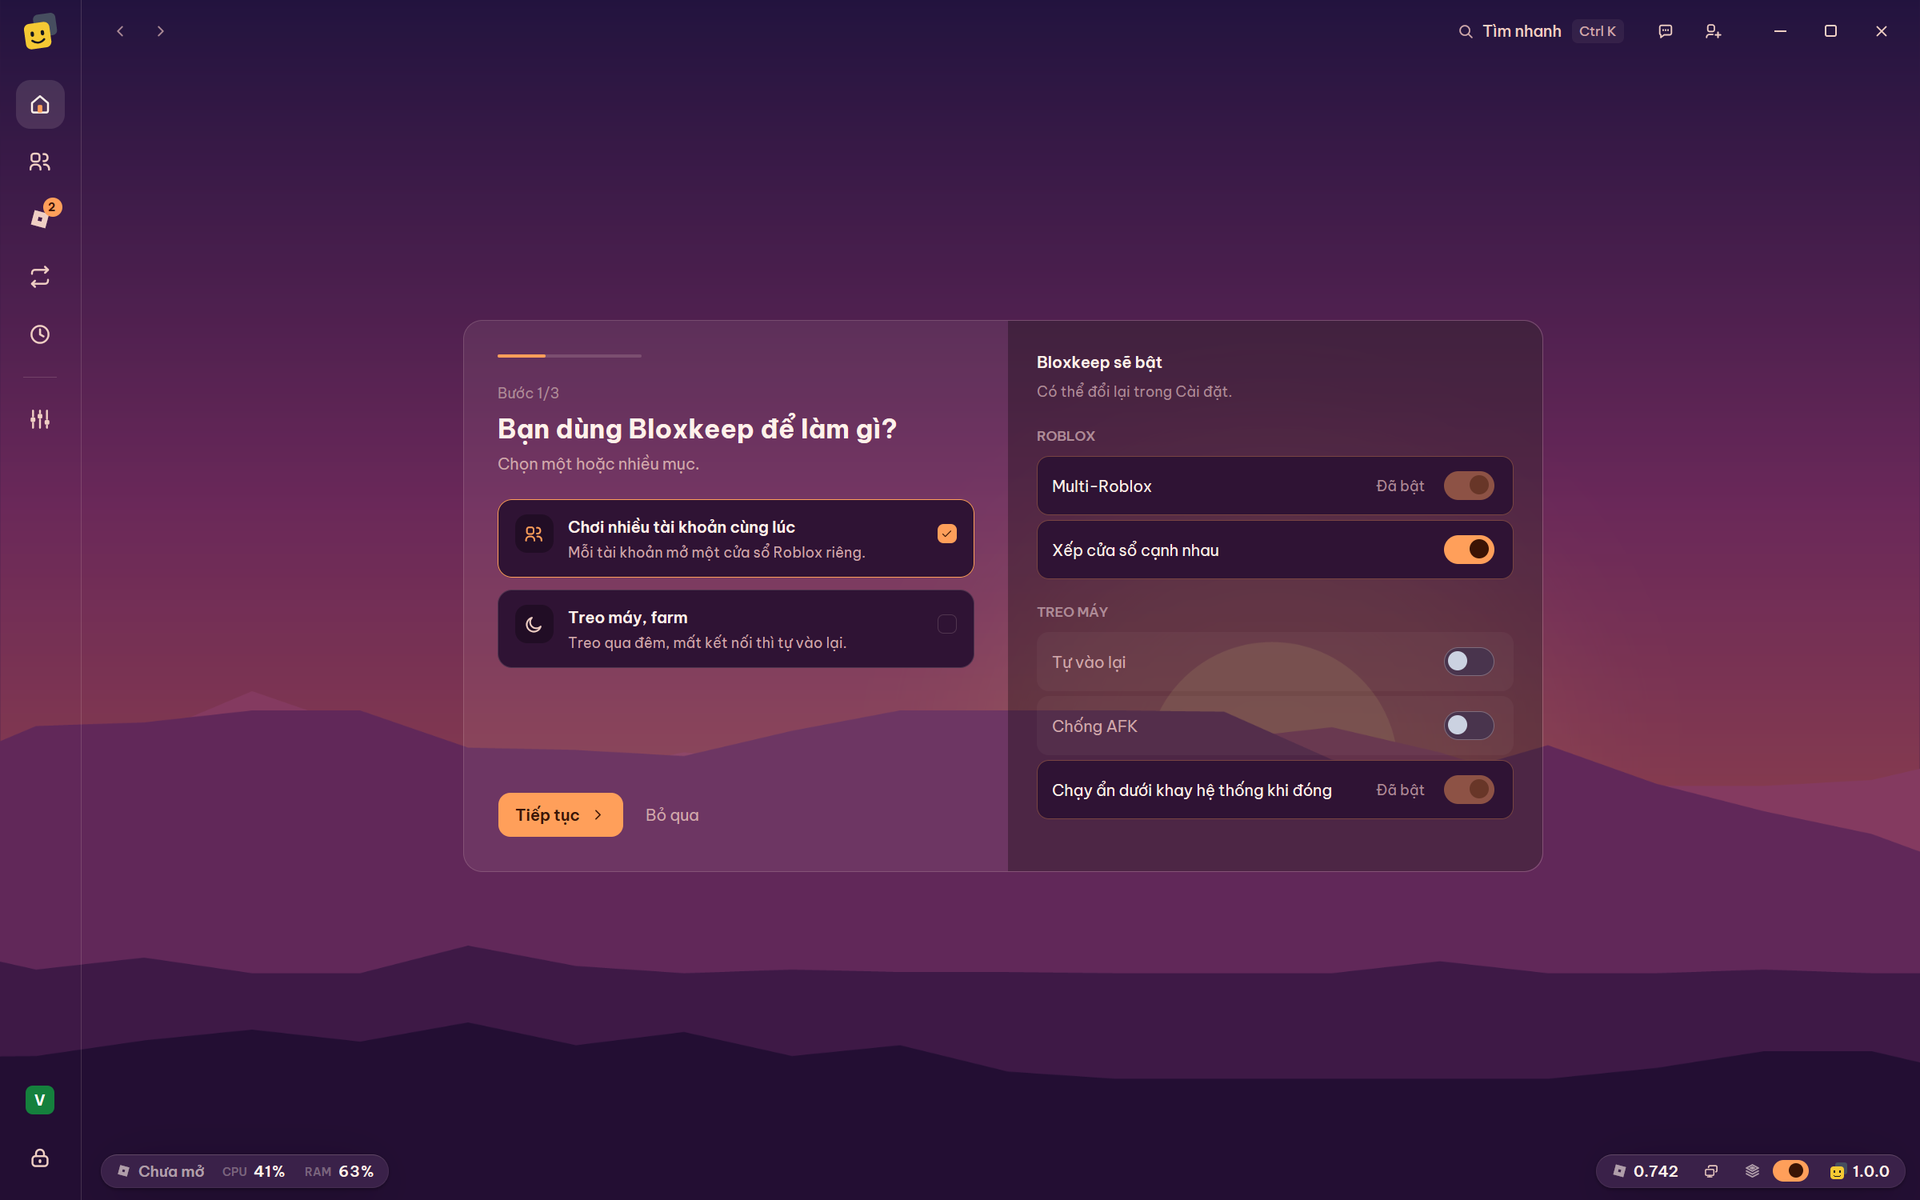 Tìm nhanh Ctrl K
2
Bước 1/3
Bạn dùng Bloxkeep để làm gì?
Chọn một hoặc nhiều mục.
Chơi nhiều tài khoản cùng lúc
Mỗi tài khoản mở một cửa sổ Roblox riêng.
Treo máy, farm
Treo qua đêm, mất kết nối thì tự vào lại.
Tiếp tục
Bỏ qua
Bloxkeep sẽ bật
Có thể đổi lại trong Cài đặt.
ROBLOX
Multi-Roblox Đã bật
Xếp cửa sổ cạnh nhau
TREO MÁY
Tự vào lại
Chống AFK
Chạy ẩn dưới khay hệ thống khi đóng Đã bật
V
Chưa mở CPU 41% RAM 63%
0.742 1.0.0